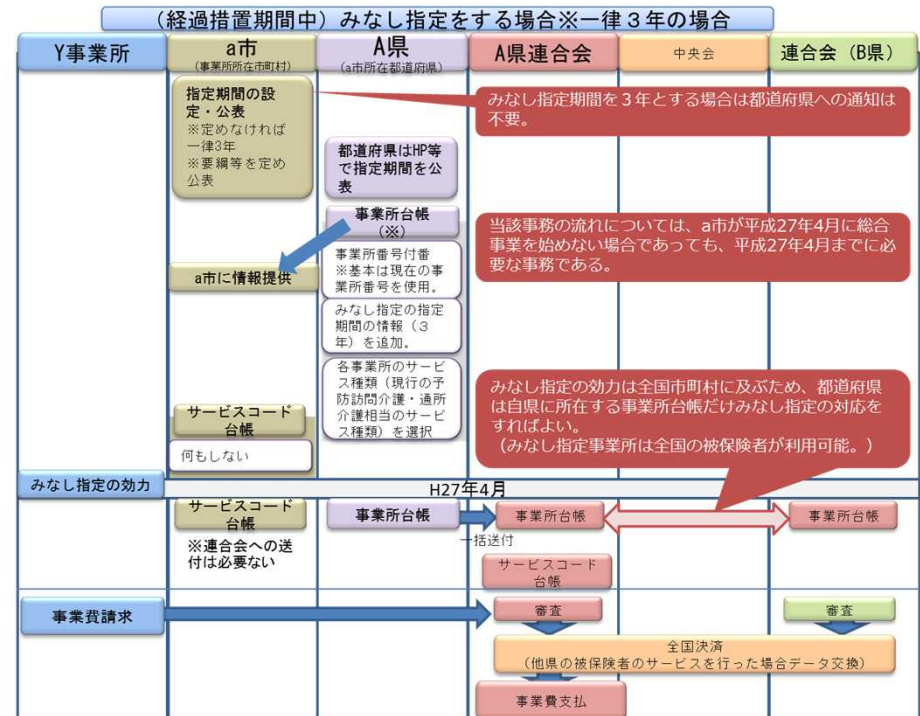 （経過措置期間中）みなし指定をする場合※一律３年の場合
Y事業所
a市
（事業所所在市町村）
A県
（a市所在都道府県）
A県連合会
中央会
連合会（B県）
指定期間の設
定・公表
※定めなければ
一律3年
※要綱等を定め
公表
みなし指定期間を３年とする場合は都道府県への通知は
不要。
都道府県はHP等
で指定期間を公
表
事業所台帳
（※）
事業所番号付番
※基本は現在の事
業所番号を使用。
a市に情報提供
当該事務の流れについては、a市が平成27年4月に総合
事業を始めない場合であっても、平成27年4月までに必
要な事務である。
みなし指定の指定
期間の情報（３
年）を追加。
各事業所のサービ
ス種類（現行の予
防訪問介護・通所
介護相当のサービ
ス種類）を選択
みなし指定の効力は全国市町村に及ぶため、都道府県
は自県に所在する事業所台帳だけみなし指定の対応を
すればよい。
（みなし指定事業所は全国の被保険者が利用可能。）
サービスコード
台帳
何もしない
みなし指定の効力
H27年4月
サービスコード
台帳
※連合会への送
付は必要ない
事業所台帳
一括送付
事業所台帳
事業所台帳
サービスコード
台帳
事業費請求
審査
審査
全国決済
（他県の被保険者のサービスを行った場合データ交換）
事業費支払